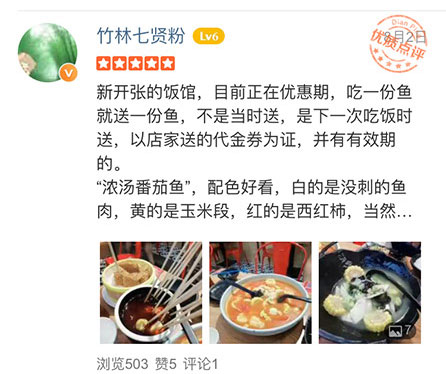 竹林七贤粉 Lv6
8月2日
优质点评
新开张的饭馆，目前正在优惠期，吃一份鱼
就送一份鱼，不是当时送，是下一次吃饭时
送，以店家送的代金券为证，并有有效期
的。
“浓汤番茄鱼”，配色好看，白的是没刺的鱼
肉，黄的是玉米段，红的是西红柿，当然…
7
浏览503 赞5 评论1